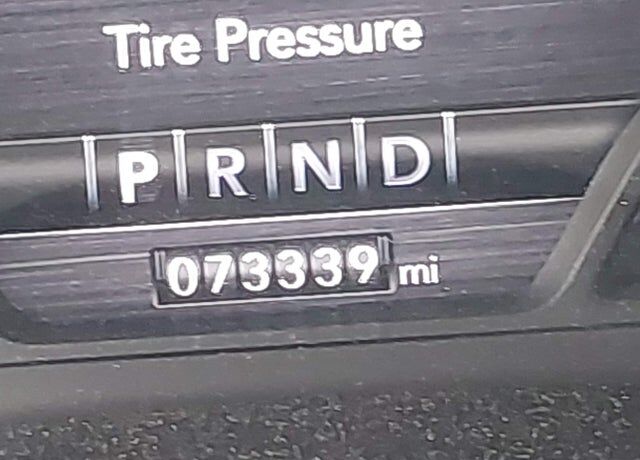 Tire Pressure
P R N D
073339 mi